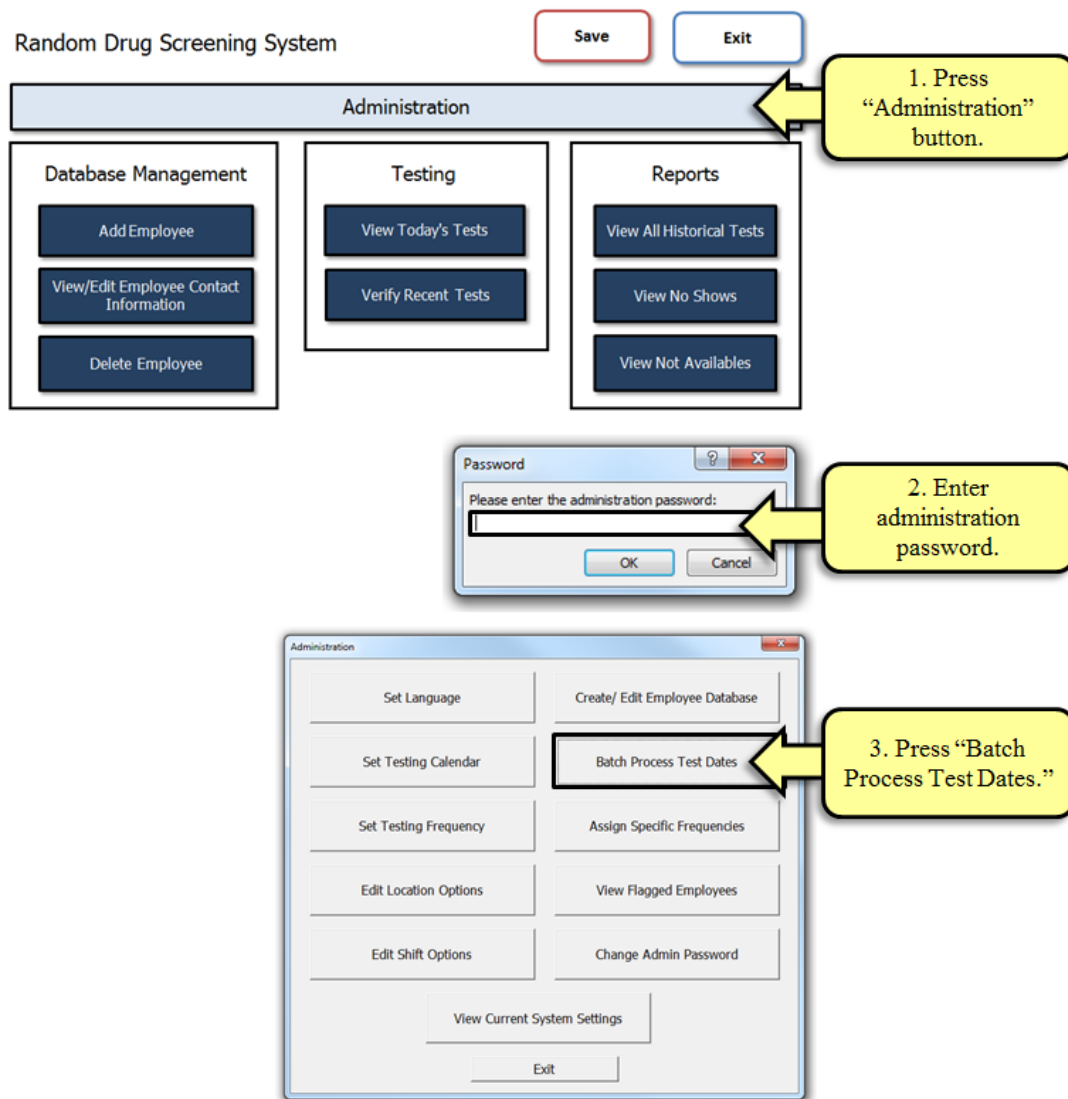 Random Drug Screening System
Save
Exit
Administration
1. Press
“Administration”
button.
Database Management
Add Employee
View/Edit Employee Contact
Information
Delete Employee
Testing
View Today's Tests
Verify Recent Tests
Reports
View All Historical Tests
View No Shows
View Not Availables
Password
?
X
Please enter the administration password:
OK
Cancel
2. Enter
administration
password.
Administration
X
Set Language
Create/ Edit Employee Database
Set Testing Calendar
Batch Process Test Dates
Set Testing Frequency
Assign Specific Frequencies
Edit Location Options
View Flagged Employees
Edit Shift Options
Change Admin Password
View Current System Settings
Exit
3. Press “Batch
Process Test Dates.”